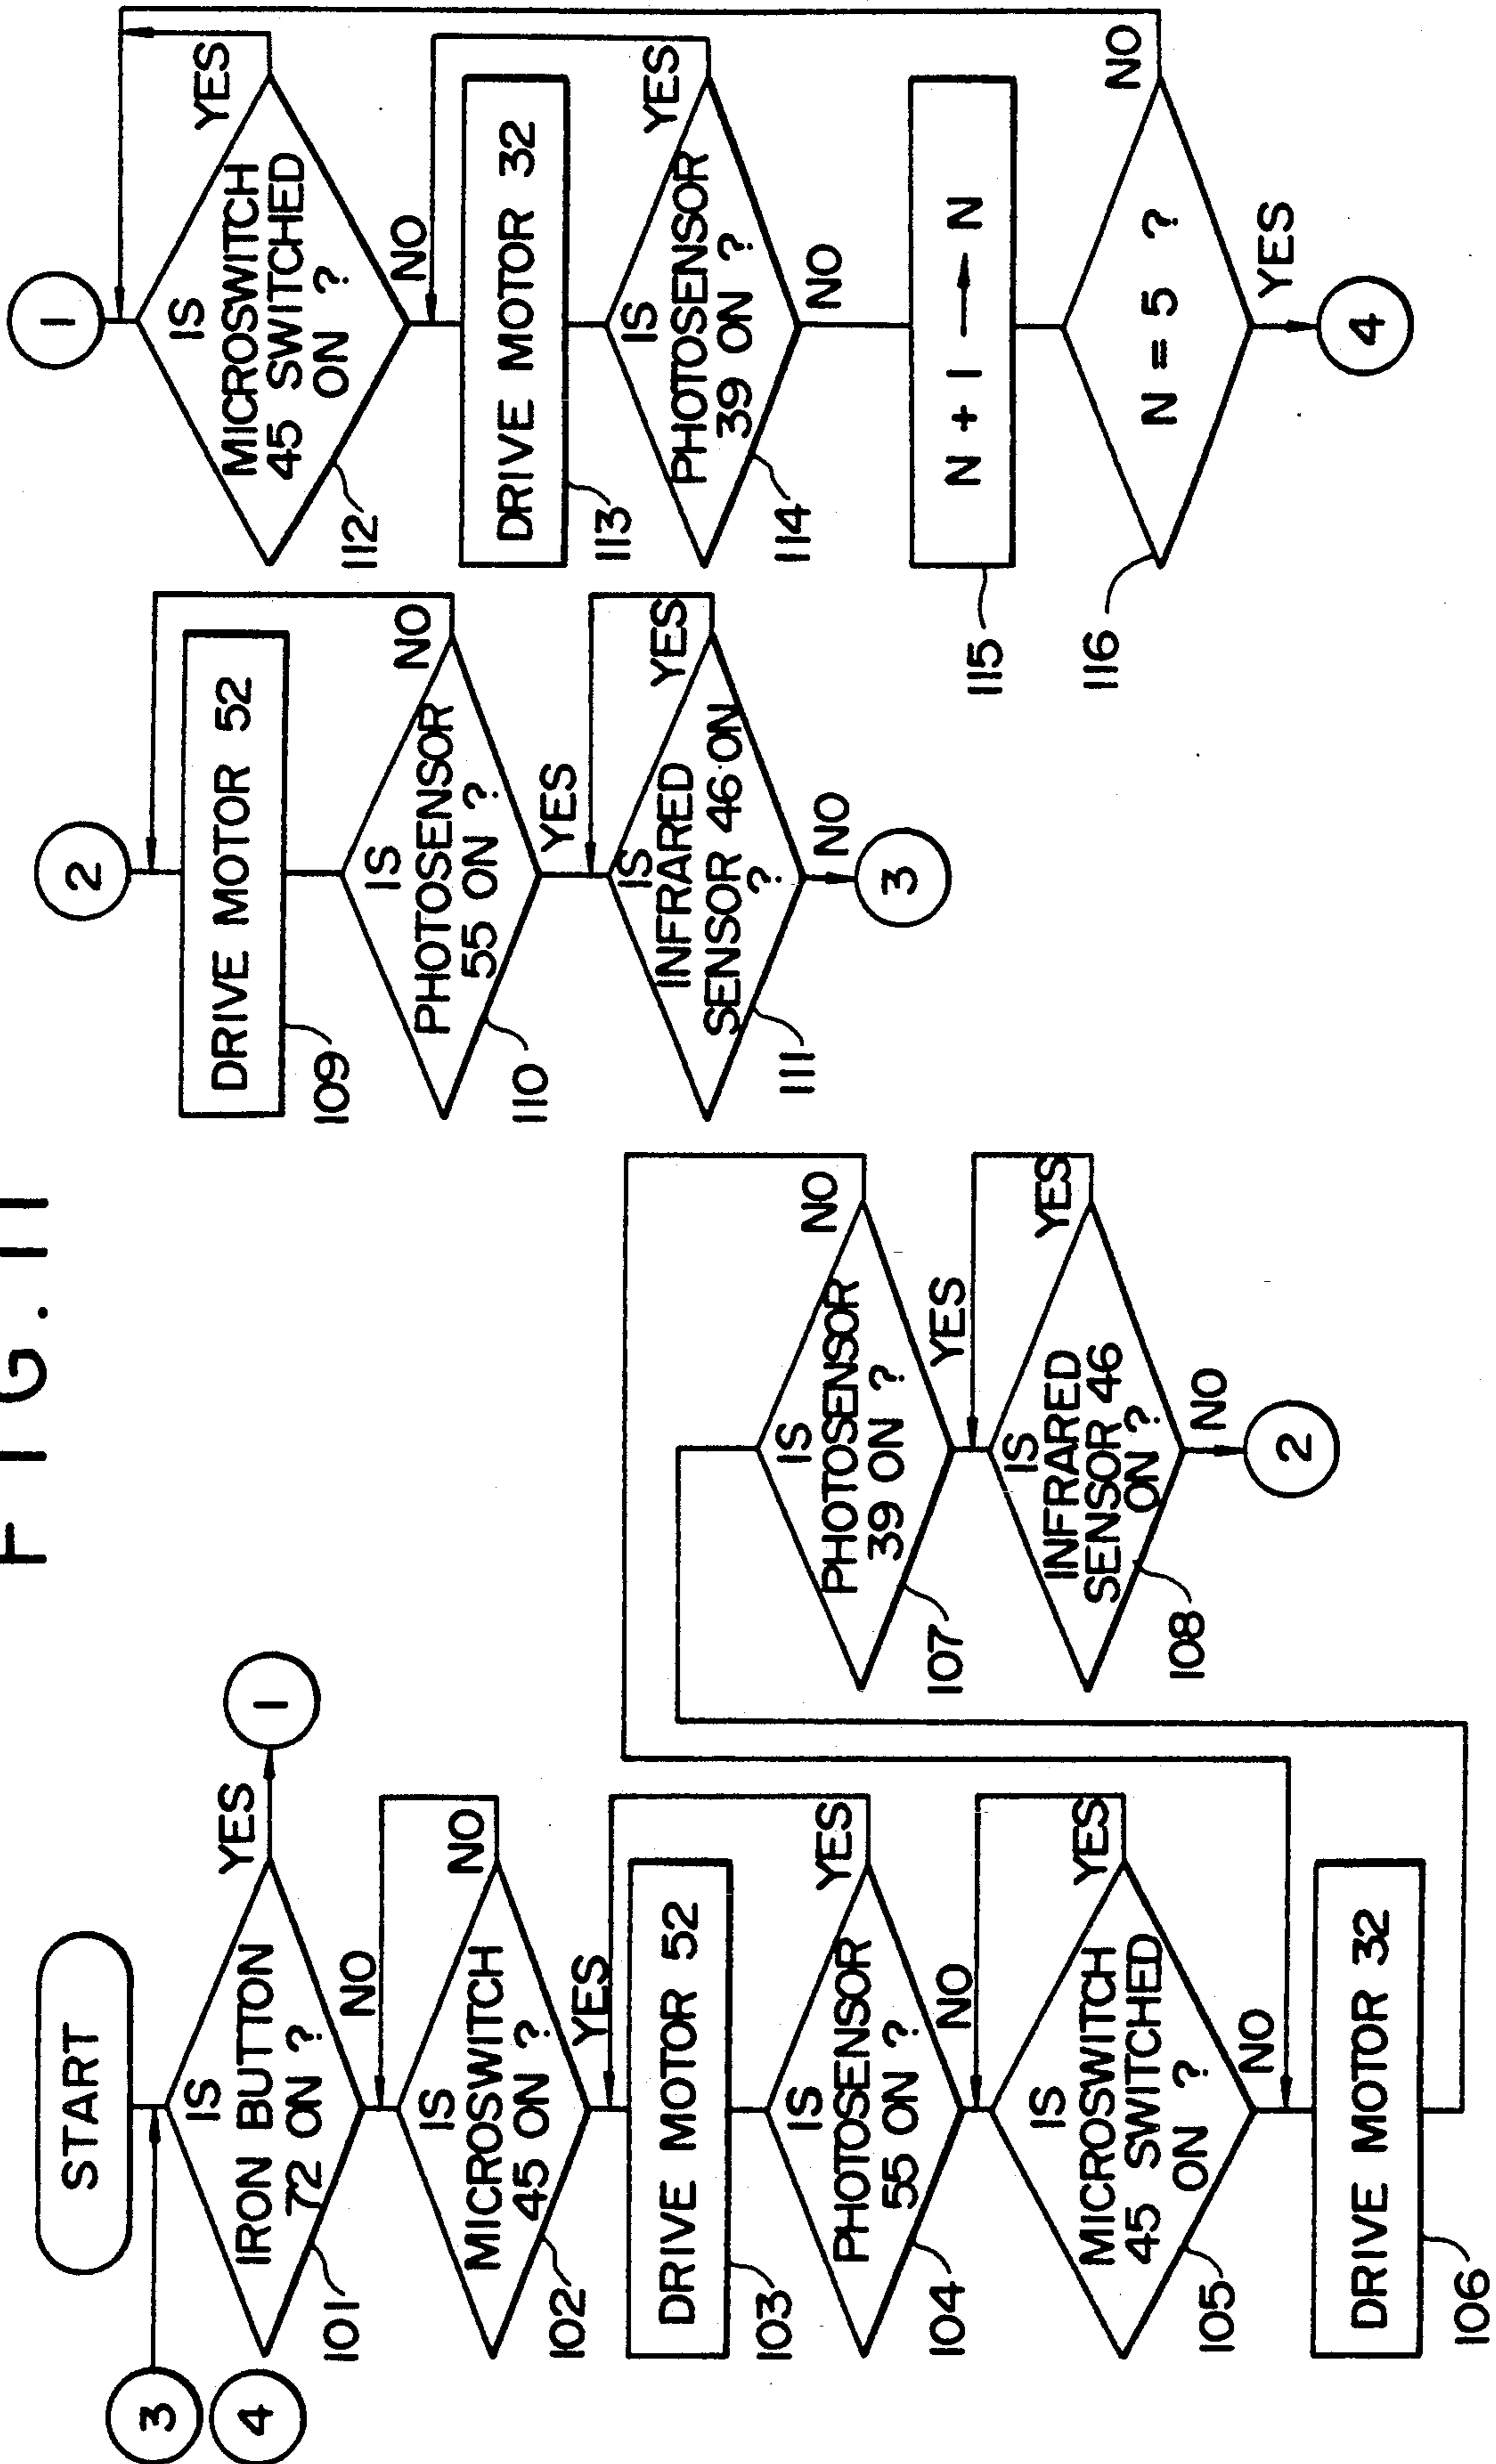 FIG. 11
START
3
4
IS
IRON BUTTON
72 ON ?
YES
1
101
NO
IS
MICROSWITCH
45 ON ?
NO
102
YES
DRIVE MOTOR 52
103
IS
PHOTOSENSOR
55 ON ?
YES
104
NO
IS
MICROSWITCH
45 SWITCHED
ON ?
YES
105
NO
DRIVE MOTOR 32
106
IS
PHOTOSENSOR
39 ON ?
NO
107
YES
IS
INFRARED
SENSOR 46
ON ?
YES
108
NO
2
2
DRIVE MOTOR 52
109
IS
PHOTOSENSOR
55 ON ?
NO
110
YES
IS
INFRARED
SENSOR 46 ON
?
YES
111
NO
3
1
IS
MICROSWITCH
45 SWITCHED
ON ?
YES
112
NO
DRIVE MOTOR 32
113
IS
PHOTOSENSOR
39 ON ?
YES
114
NO
N + 1 → N
115
N = 5 ?
NO
116
YES
4